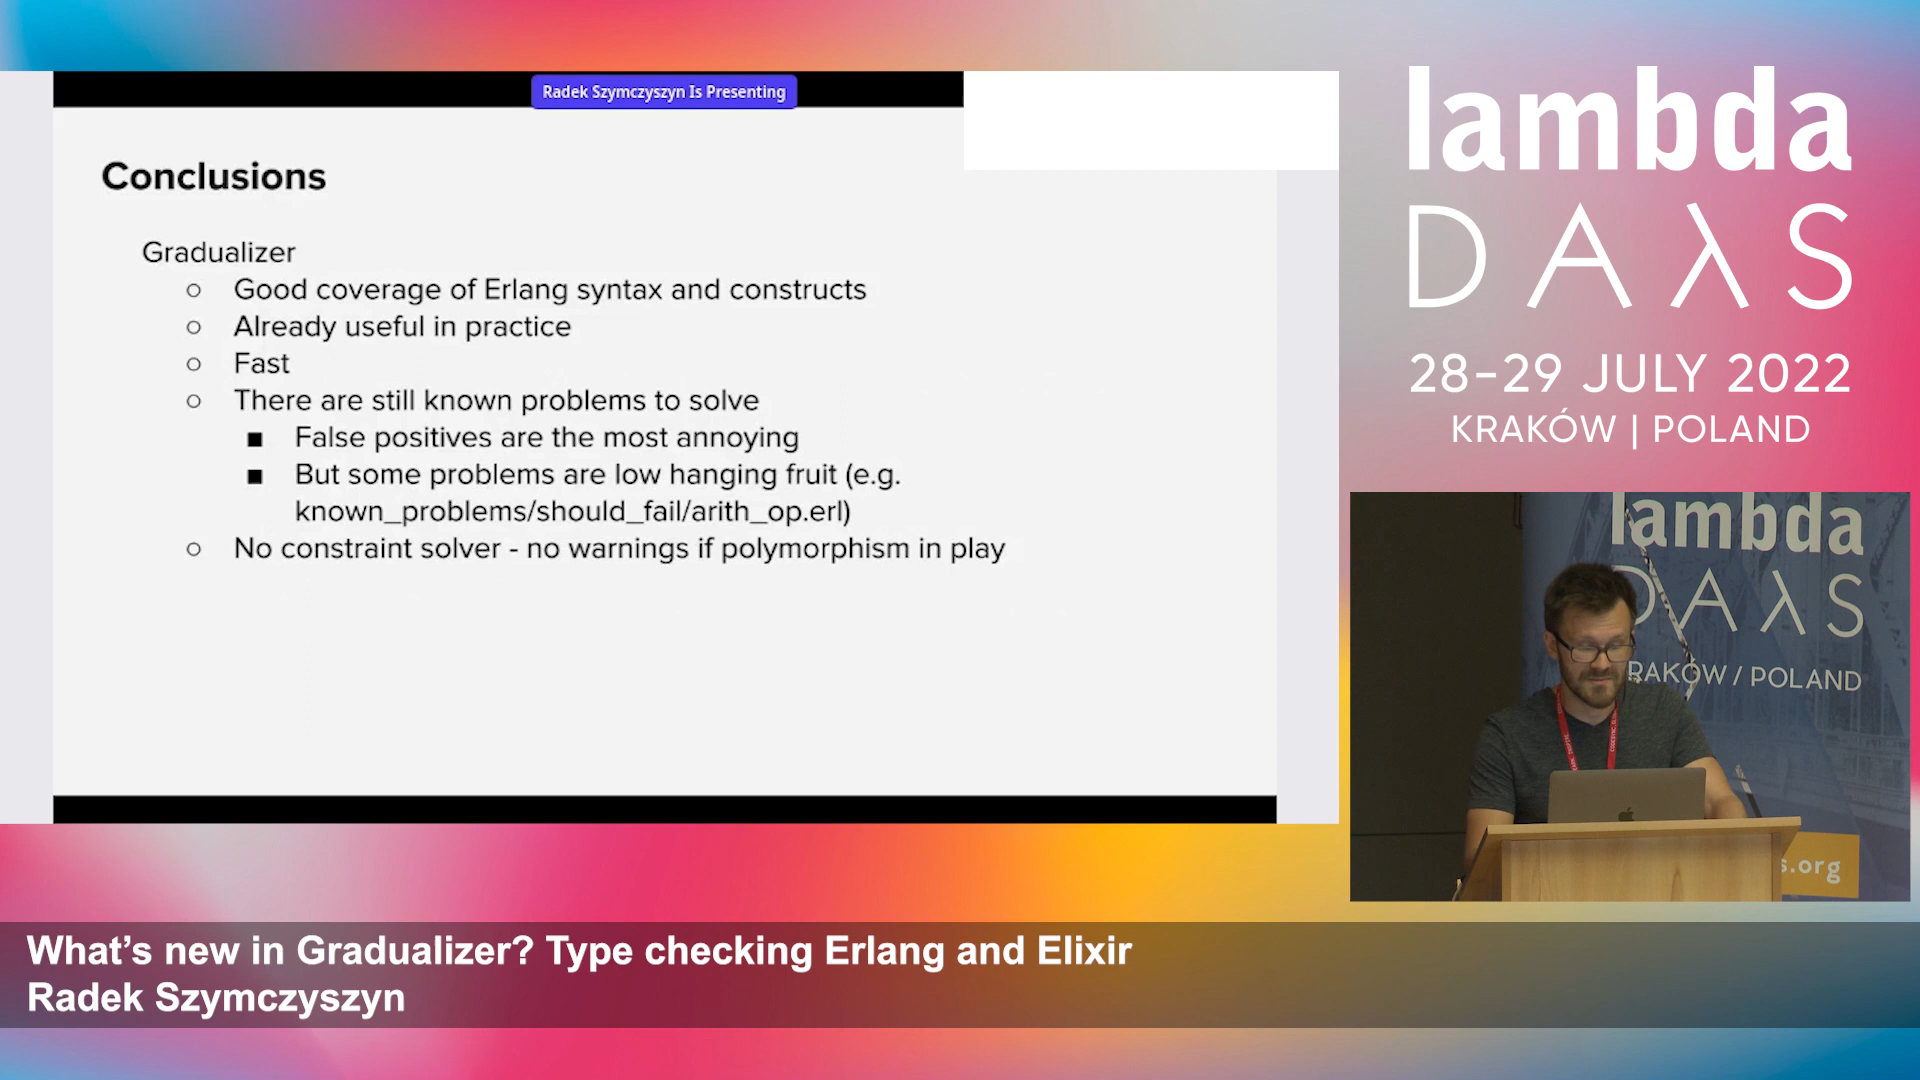 Radek Szymczyszyn Is Presenting
Conclusions
Gradualizer
Good coverage of Erlang syntax and constructs
Already useful in practice
Fast
There are still known problems to solve
False positives are the most annoying
But some problems are low hanging fruit (e.g.
known_problems/should_fail/arith_op.erl)
No constraint solver - no warnings if polymorphism in play
lambda
DAλS
28-29 JULY 2022
KRAKÓW | POLAND
lambda
DAλS
RAKÓW / POLAND
s.org
What’s new in Gradualizer? Type checking Erlang and Elixir
Radek Szymczyszyn